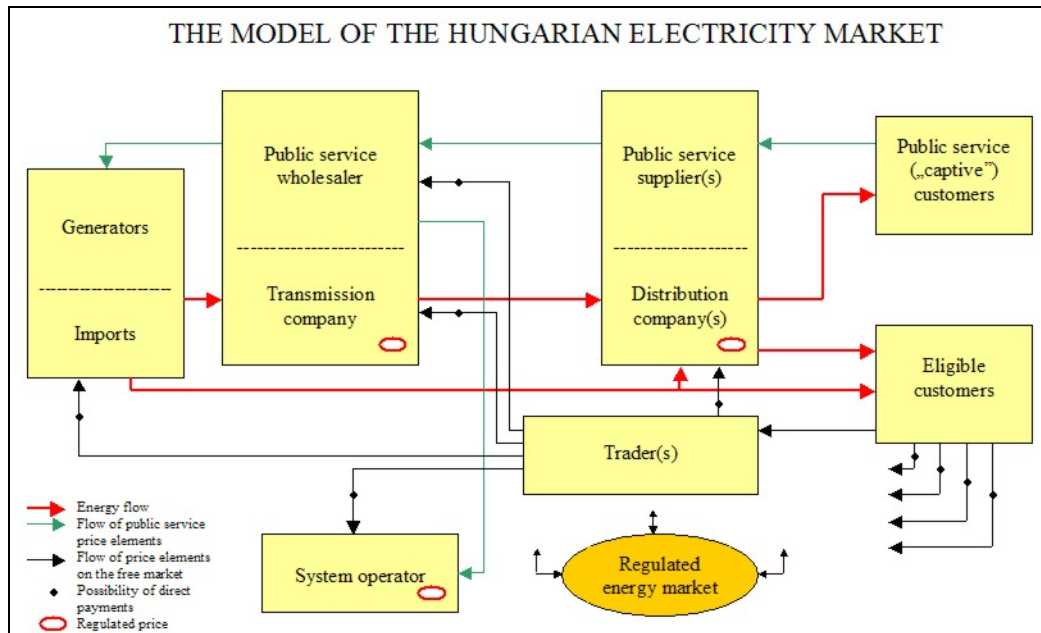 THE MODEL OF THE HUNGARIAN ELECTRICITY MARKET
Public service
wholesaler
Public service
supplier(s)
Public service
(„captive”)
customers
Generators
Transmission
company
Distribution
company(s)
Imports
Eligible
customers
Trader(s)
Energy flow
Flow of public service
price elements
Flow of price elements
on the free market
Possibility of direct
payments
Regulated price
System operator
Regulated
energy market